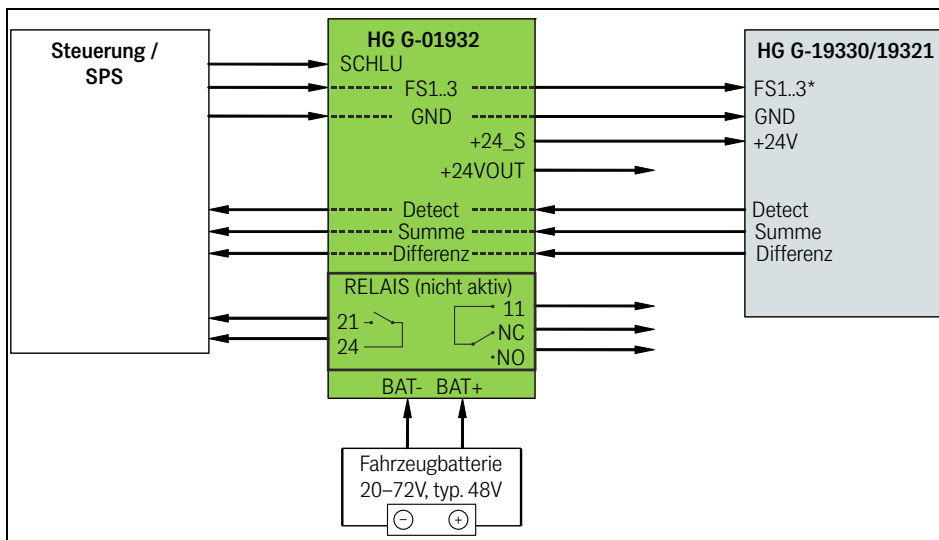 Steuerung /
SPS
HG G-01932
SCHLU
FS1..3
GND
+24_S
+24VOUT
Detect
Summe
Differenz
RELAIS (nicht aktiv)
21
24
11
NC
NO
BAT- BAT+
HG G-19330/19321
FS1..3*
GND
+24V
Detect
Summe
Differenz
Fahrzeugbatterie
20–72V, typ. 48V
− +